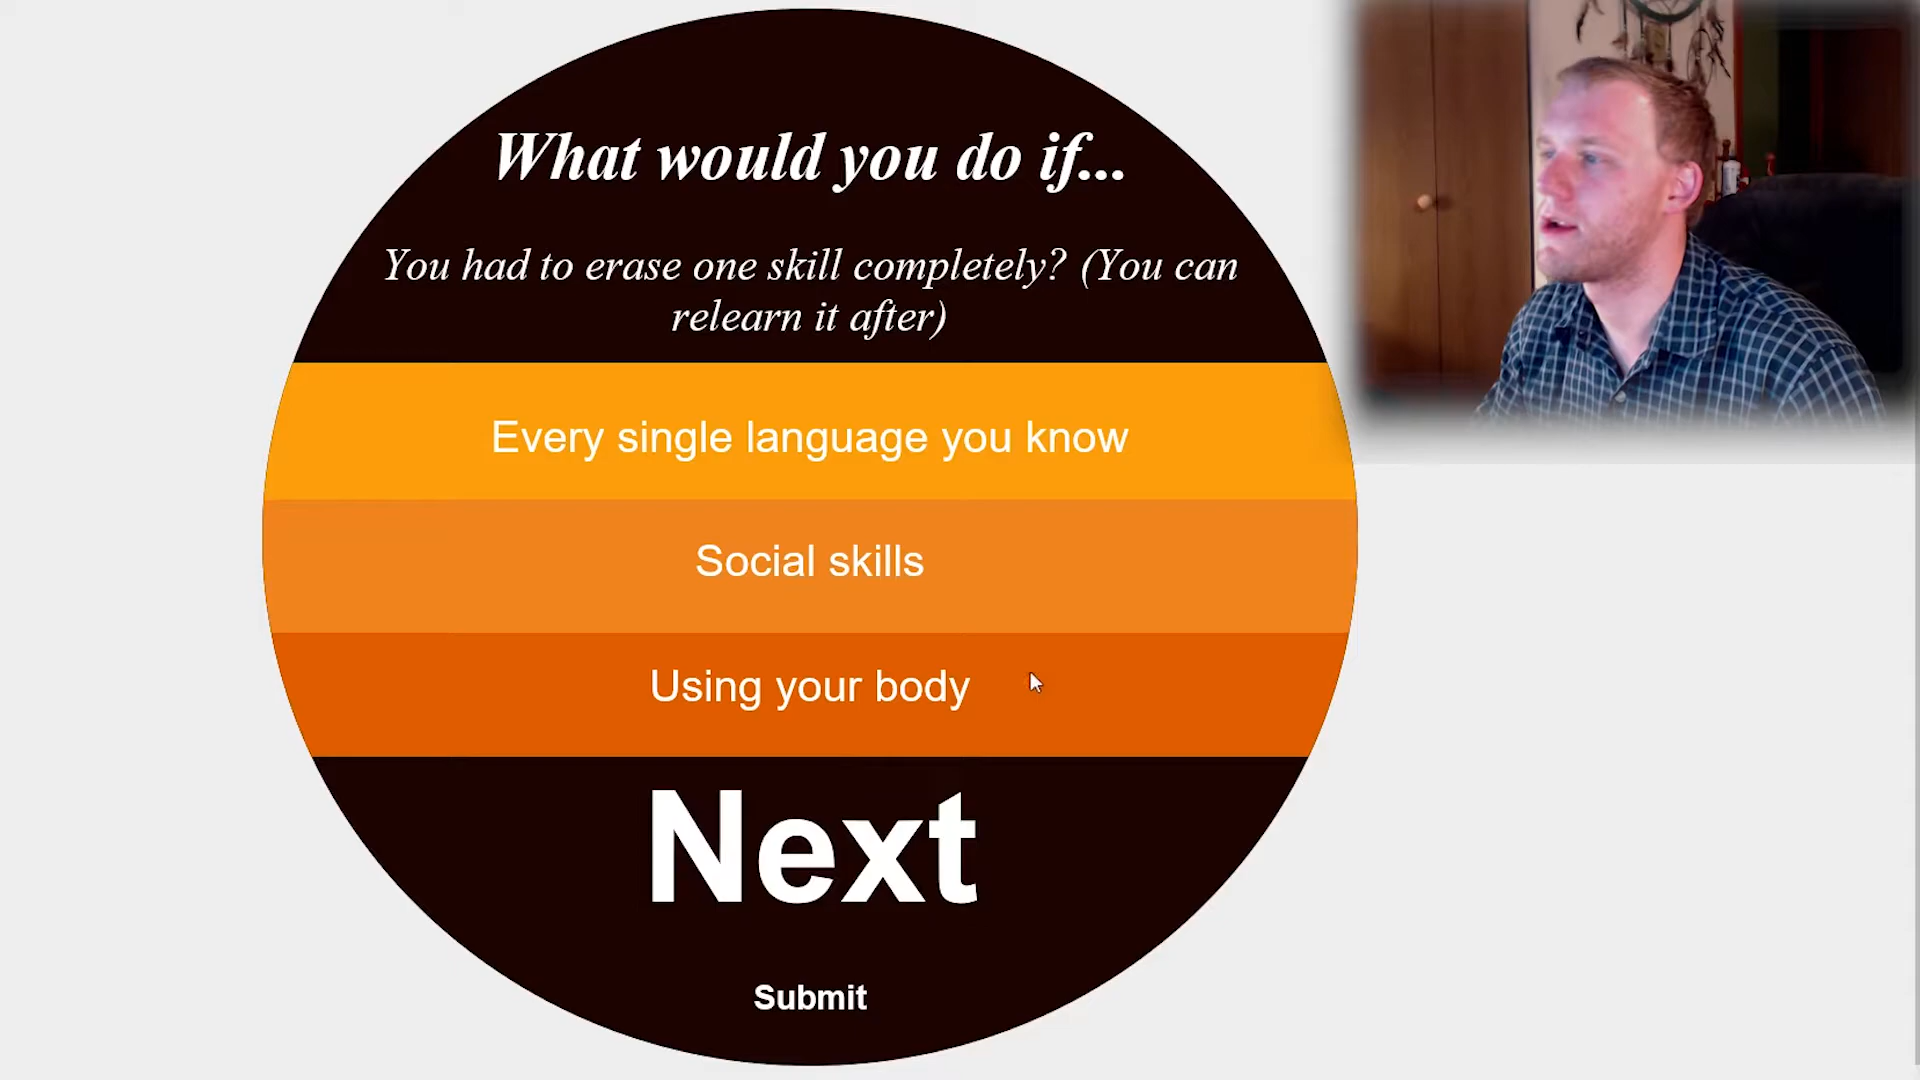 What would you do if...
You had to erase one skill completely? (You can
relearn it after)
Every single language you know
Social skills
Using your body
Next
Submit